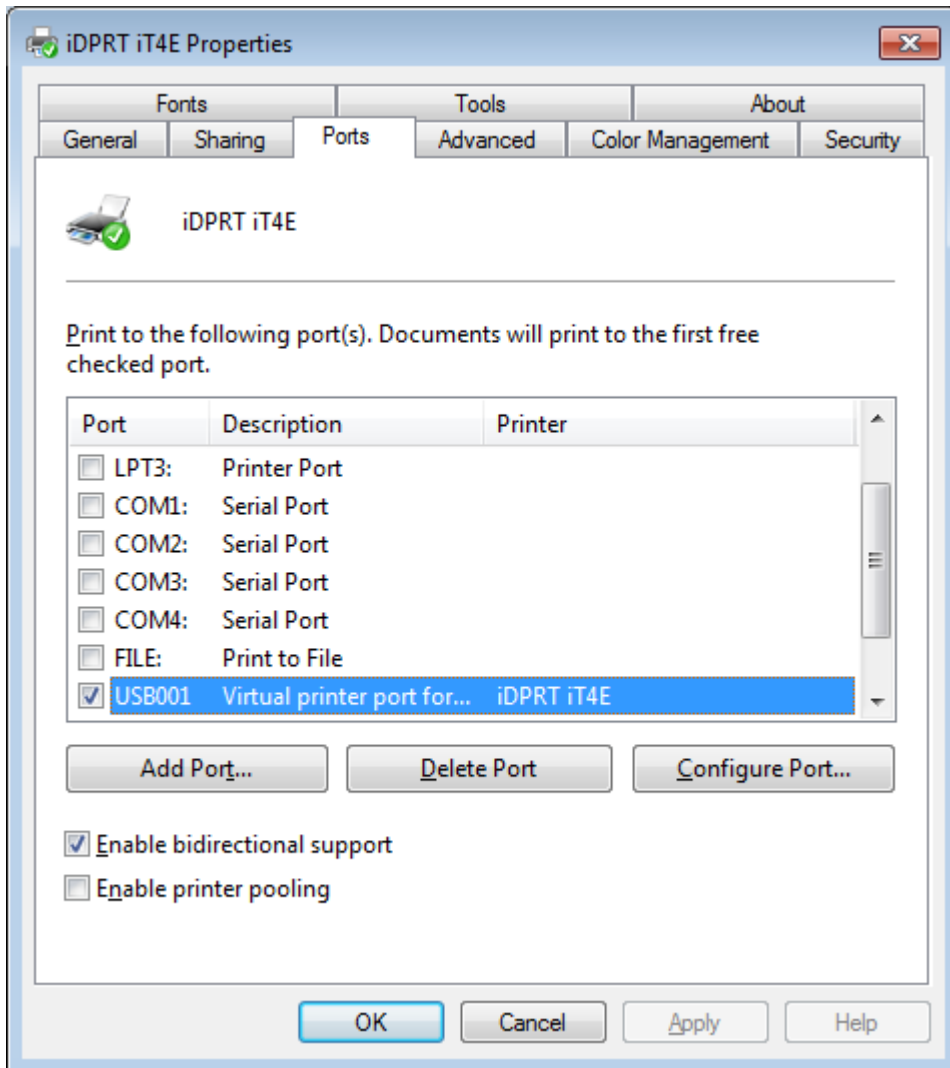 iDPRT iT4E Properties
Fonts Tools About
General Sharing Ports Advanced Color Management Security
iDPRT iT4E
Print to the following port(s). Documents will print to the first free
checked port.
Port Description Printer
LPT3: Printer Port
COM1: Serial Port
COM2: Serial Port
COM3: Serial Port
COM4: Serial Port
FILE: Print to File
USB001 Virtual printer port for... iDPRT iT4E
Add Port... Delete Port Configure Port...
Enable bidirectional support
Enable printer pooling
OK Cancel Apply Help